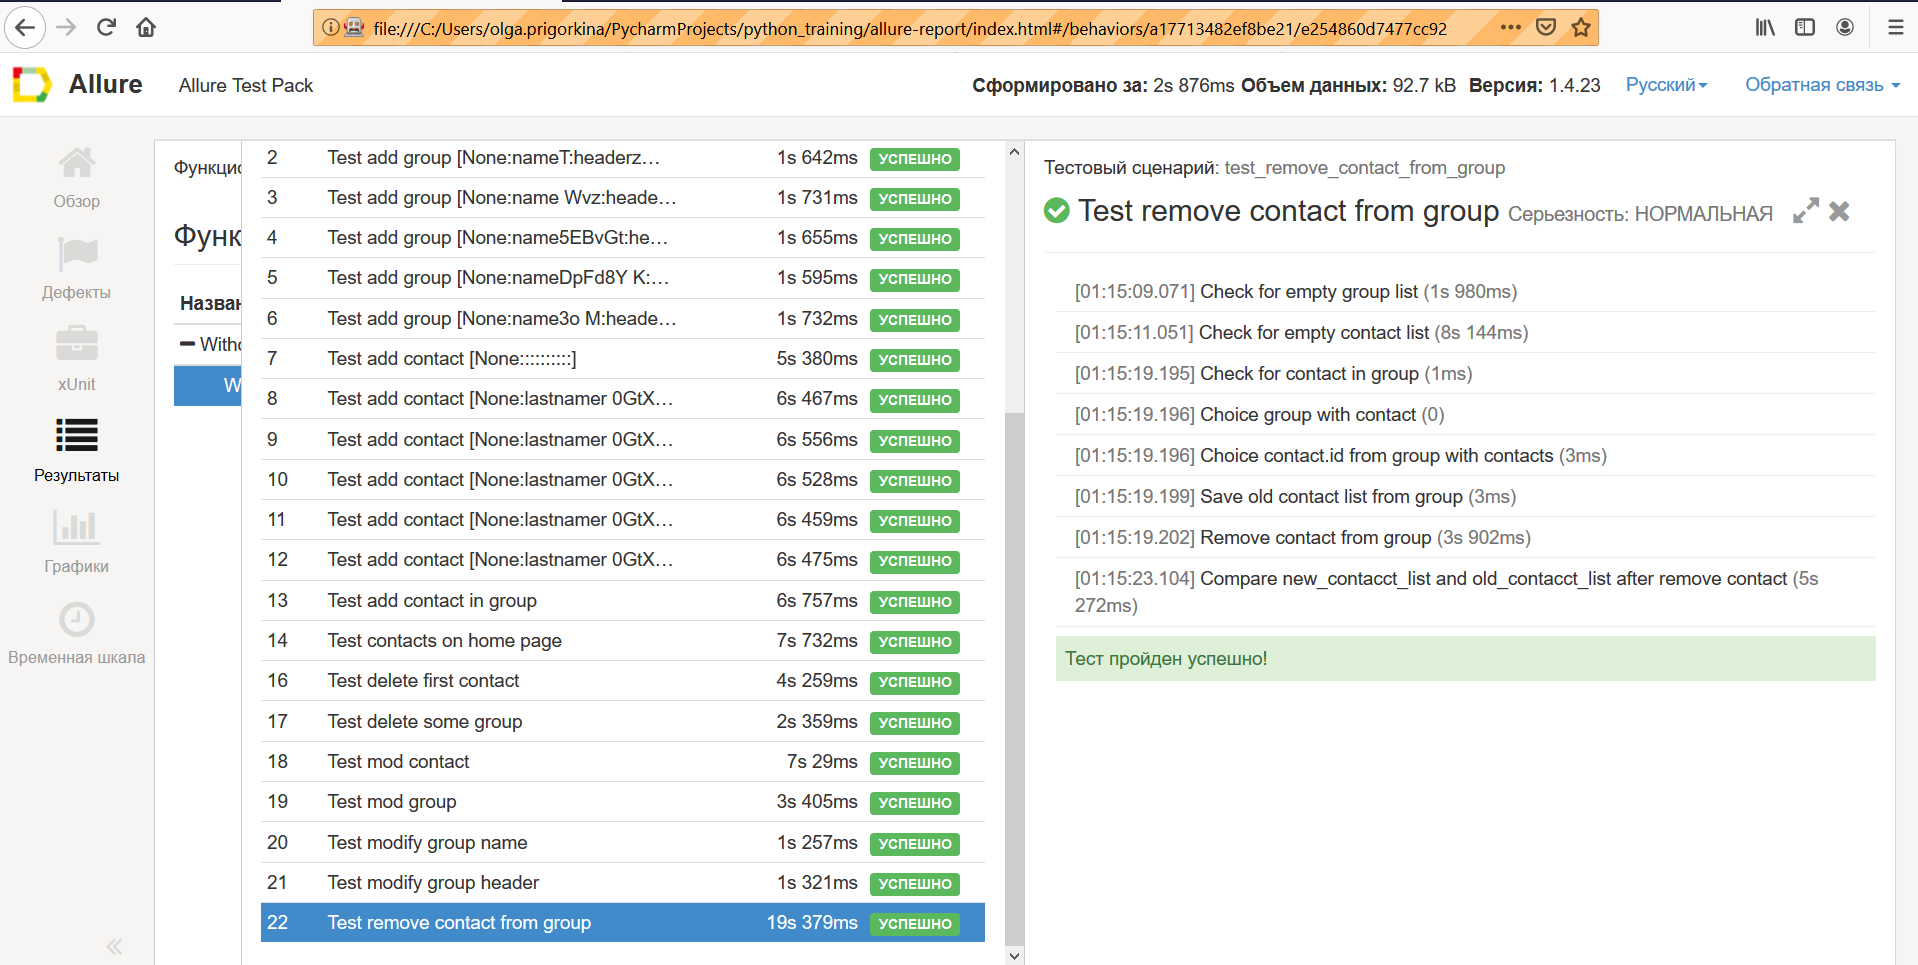 file:///C:/Users/olga.prigorkina/PycharmProjects/python_training/allure-report/index.html#/behaviors/a17713482ef8be21/e254860d7477cc92
Allure
Allure Test Pack
Сформировано за: 2s 876ms Объем данных: 92.7 kB Версия: 1.4.23
Русский
Обратная связь
Обзор
Дефекты
xUnit
Результаты
Графики
Временная шкала
Функцио
Функ
Назван
Witho
W
2 Test add group [None:nameT:headerz… 1s 642ms УСПЕШНО
3 Test add group [None:name Wvz:heade… 1s 731ms УСПЕШНО
4 Test add group [None:name5EBvGt:he… 1s 655ms УСПЕШНО
5 Test add group [None:nameDpFd8Y K:… 1s 595ms УСПЕШНО
6 Test add group [None:name3o M:heade… 1s 732ms УСПЕШНО
7 Test add contact [None::::::::::] 5s 380ms УСПЕШНО
8 Test add contact [None:lastnamer 0GtX… 6s 467ms УСПЕШНО
9 Test add contact [None:lastnamer 0GtX… 6s 556ms УСПЕШНО
10 Test add contact [None:lastnamer 0GtX… 6s 528ms УСПЕШНО
11 Test add contact [None:lastnamer 0GtX… 6s 459ms УСПЕШНО
12 Test add contact [None:lastnamer 0GtX… 6s 475ms УСПЕШНО
13 Test add contact in group 6s 757ms УСПЕШНО
14 Test contacts on home page 7s 732ms УСПЕШНО
16 Test delete first contact 4s 259ms УСПЕШНО
17 Test delete some group 2s 359ms УСПЕШНО
18 Test mod contact 7s 29ms УСПЕШНО
19 Test mod group 3s 405ms УСПЕШНО
20 Test modify group name 1s 257ms УСПЕШНО
21 Test modify group header 1s 321ms УСПЕШНО
22 Test remove contact from group 19s 379ms УСПЕШНО
Тестовый сценарий: test_remove_contact_from_group
Test remove contact from group Серьезность: НОРМАЛЬНАЯ
[01:15:09.071] Check for empty group list (1s 980ms)
[01:15:11.051] Check for empty contact list (8s 144ms)
[01:15:19.195] Check for contact in group (1ms)
[01:15:19.196] Choice group with contact (0)
[01:15:19.196] Choice contact.id from group with contacts (3ms)
[01:15:19.199] Save old contact list from group (3ms)
[01:15:19.202] Remove contact from group (3s 902ms)
[01:15:23.104] Compare new_contacct_list and old_contacct_list after remove contact (5s
272ms)
Тест пройден успешно!